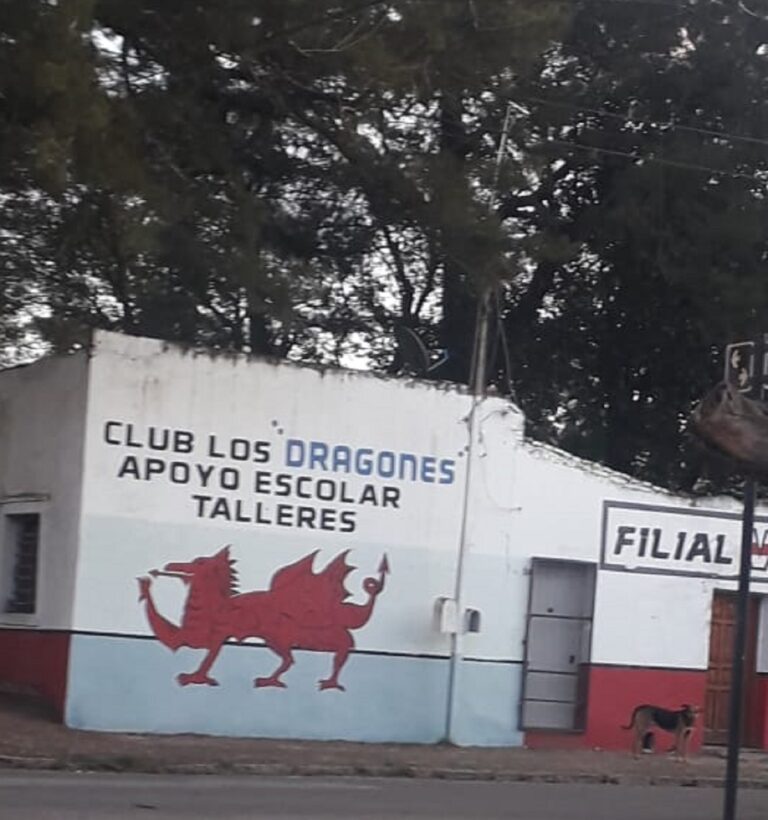 CLUB LOS "DRAGONES"
APOYO ESCOLAR
TALLERES
FILIAL